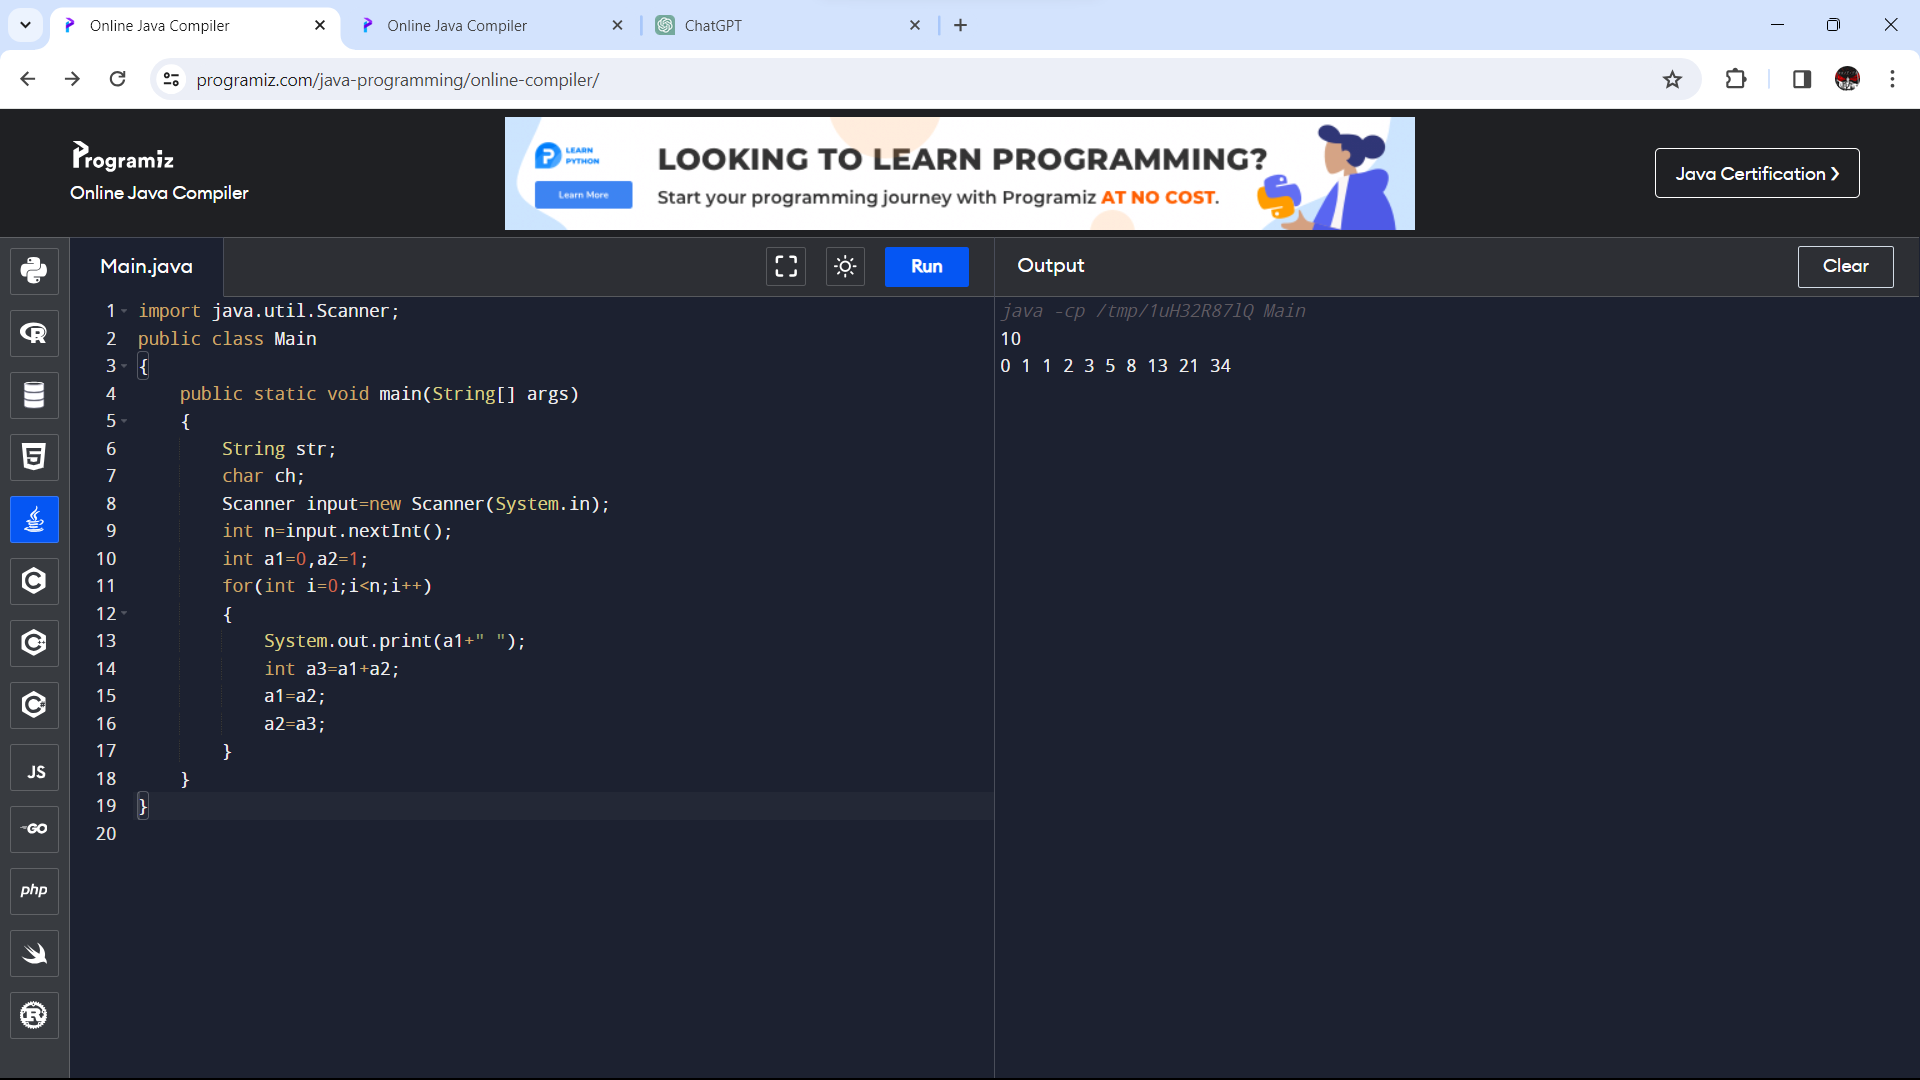 Online Java Compiler
Online Java Compiler
ChatGPT
programiz.com/java-programming/online-compiler/
Programiz
Online Java Compiler
LEARN
PYTHON
Learn More
LOOKING TO LEARN PROGRAMMING?
Start your programming journey with Programiz AT NO COST.
Java Certification ❯
Main.java
Run
Output
Clear
1 import java.util.Scanner;
2 public class Main
3 {
4     public static void main(String[] args)
5     {
6         String str;
7         char ch;
8         Scanner input=new Scanner(System.in);
9         int n=input.nextInt();
10         int a1=0,a2=1;
11         for(int i=0;i<n;i++)
12         {
13             System.out.print(a1+" ");
14             int a3=a1+a2;
15             a1=a2;
16             a2=a3;
17         }
18     }
19 }
20
java -cp /tmp/1uH32R87lQ Main
10
0 1 1 2 3 5 8 13 21 34
JS
GO
php